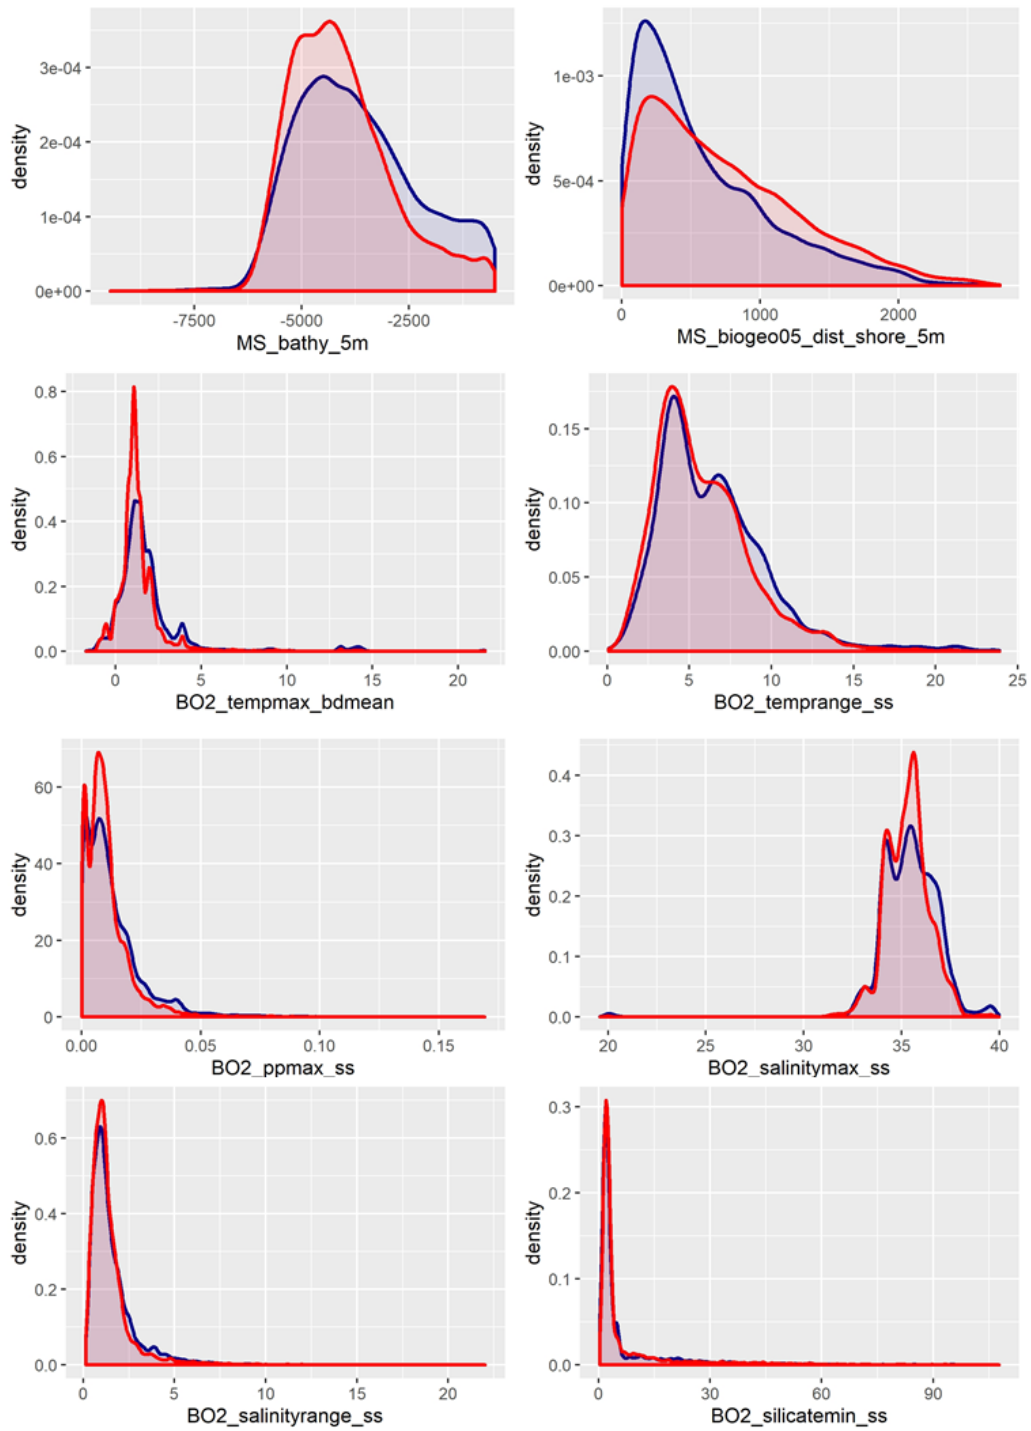 density
3e-04
2e-04
1e-04
0e+00
-7500 -5000 -2500
MS_bathy_5m
density
1e-03
5e-04
0e+00
0 1000 2000
MS_biogeo05_dist_shore_5m
density
0.8
0.6
0.4
0.2
0.0
0 5 10 15 20
BO2_tempmax_bdmean
density
0.15
0.10
0.05
0.00
0 5 10 15 20 25
BO2_temprange_ss
density
60
40
20
0
0.00 0.05 0.10 0.15
BO2_ppmax_ss
density
0.4
0.3
0.2
0.1
0.0
20 25 30 35 40
BO2_salinitymax_ss
density
0.6
0.4
0.2
0.0
0 5 10 15 20
BO2_salinityrange_ss
density
0.3
0.2
0.1
0.0
0 30 60 90
BO2_silicatemin_ss